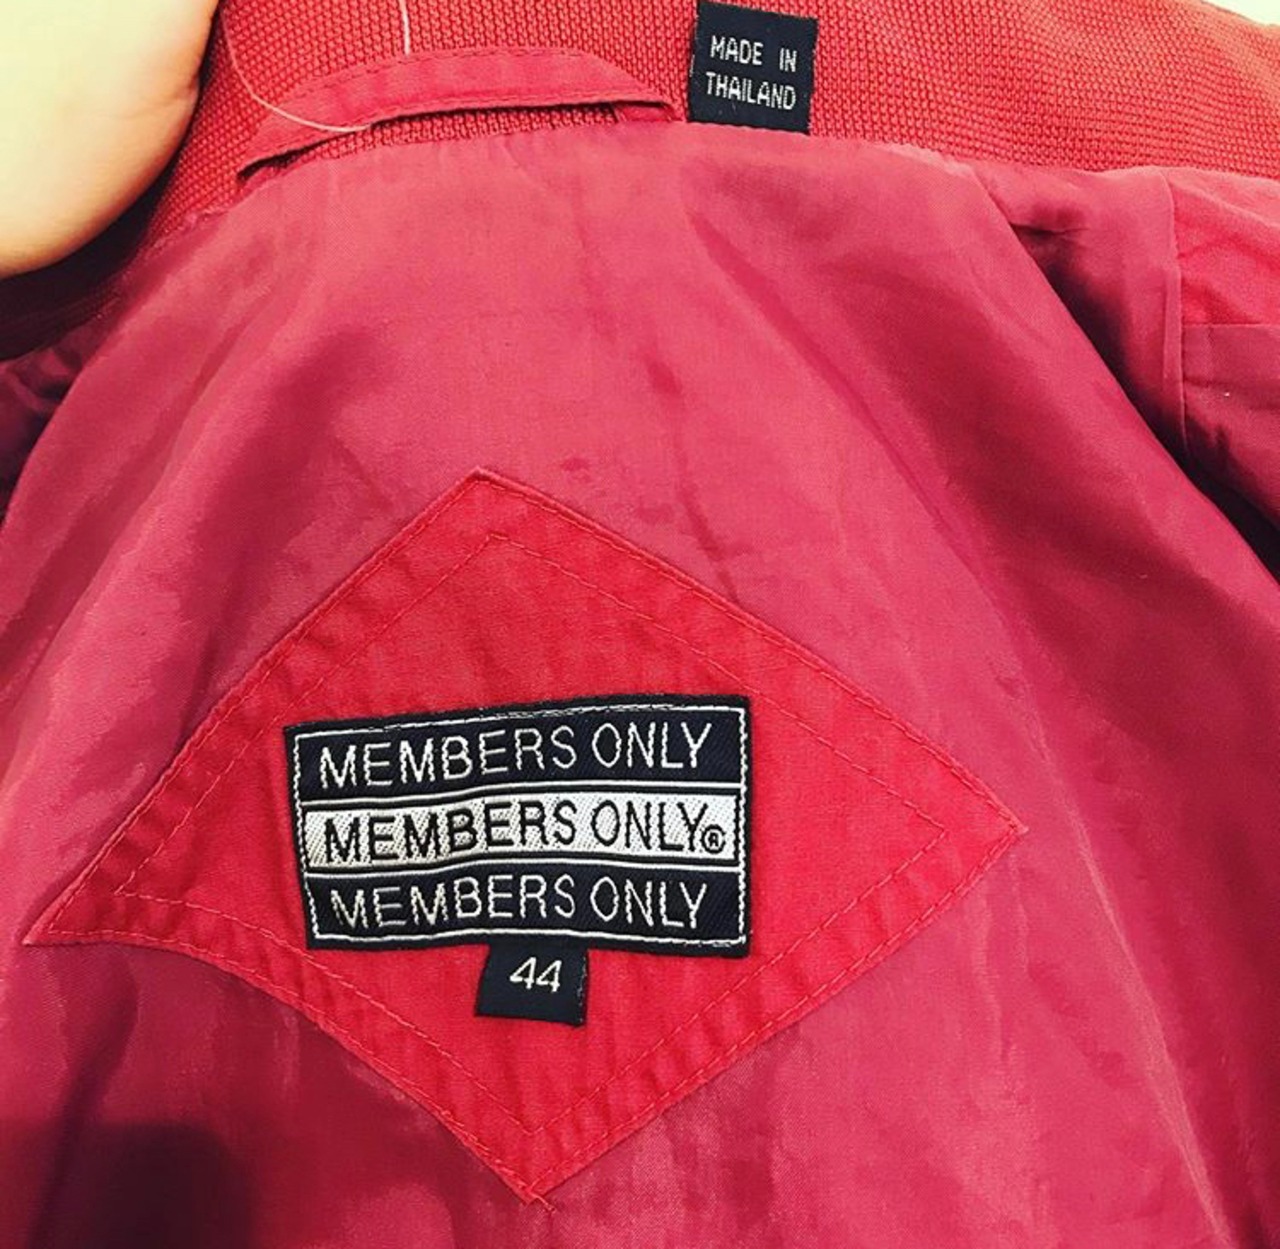 MADE IN
THAILAND
MEMBERS ONLY
MEMBERS ONLY®
MEMBERS ONLY
44